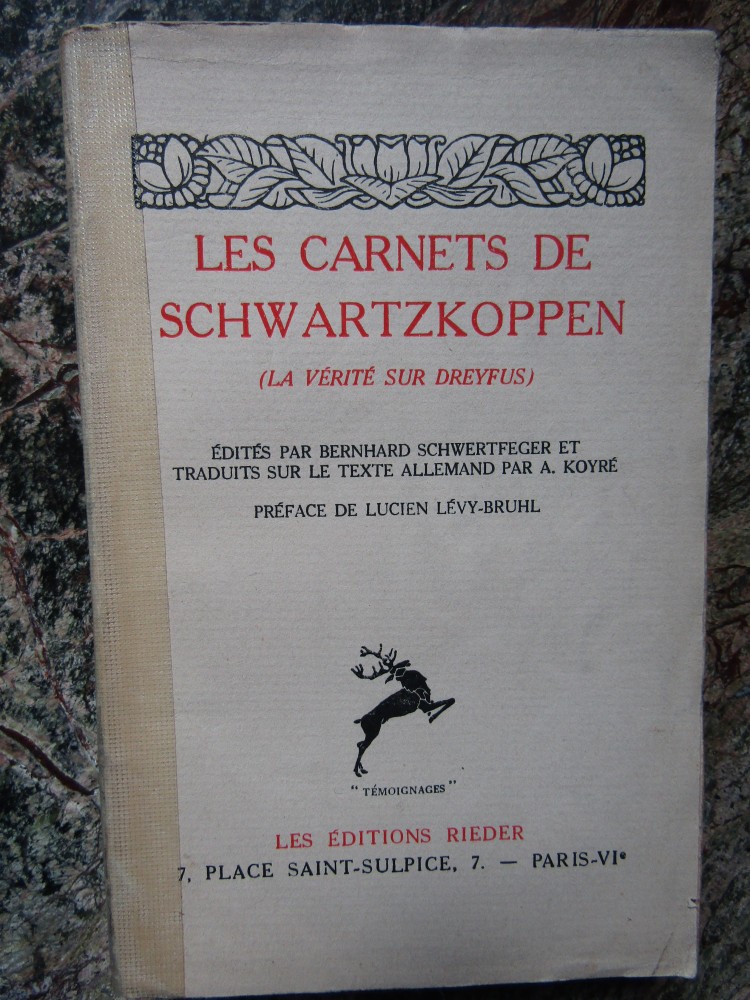 LES CARNETS DE
SCHWARTZKOPPEN
(LA VÉRITÉ SUR DREYFUS)
ÉDITÉS PAR BERNHARD SCHWERTFEGER ET
TRADUITS SUR LE TEXTE ALLEMAND PAR A. KOYRÉ
PRÉFACE DE LUCIEN LÉVY-BRUHL
"TÉMOIGNAGES"
LES ÉDITIONS RIEDER
7, PLACE SAINT-SULPICE, 7. — PARIS-VIᵉ